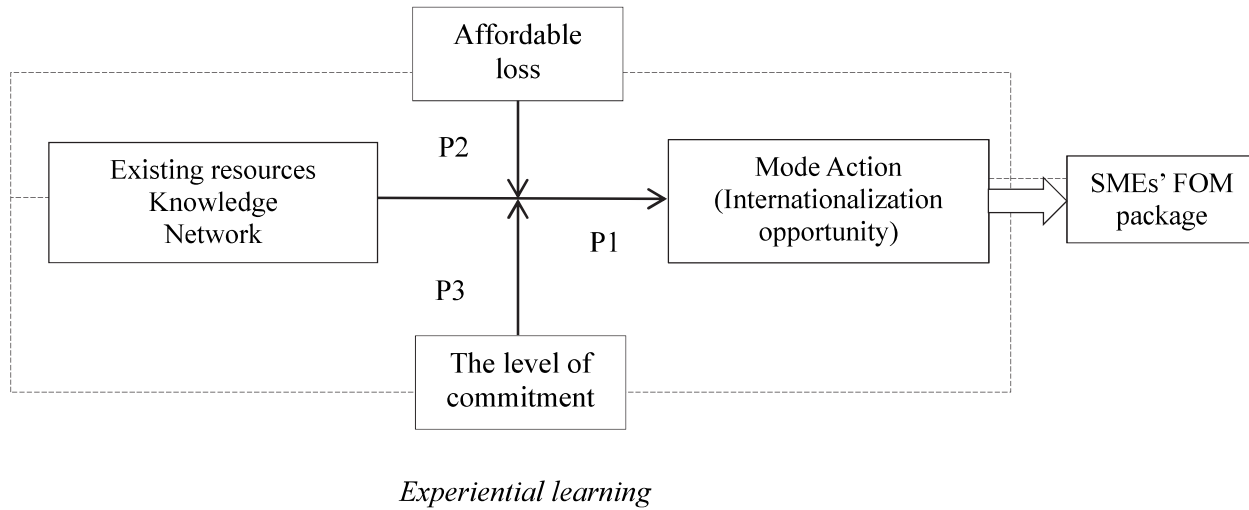 Affordable
loss
P2
Existing resources
Knowledge
Network
Mode Action
(Internationalization
opportunity)
SMEs’ FOM
package
P1
P3
The level of
commitment
Experiential learning